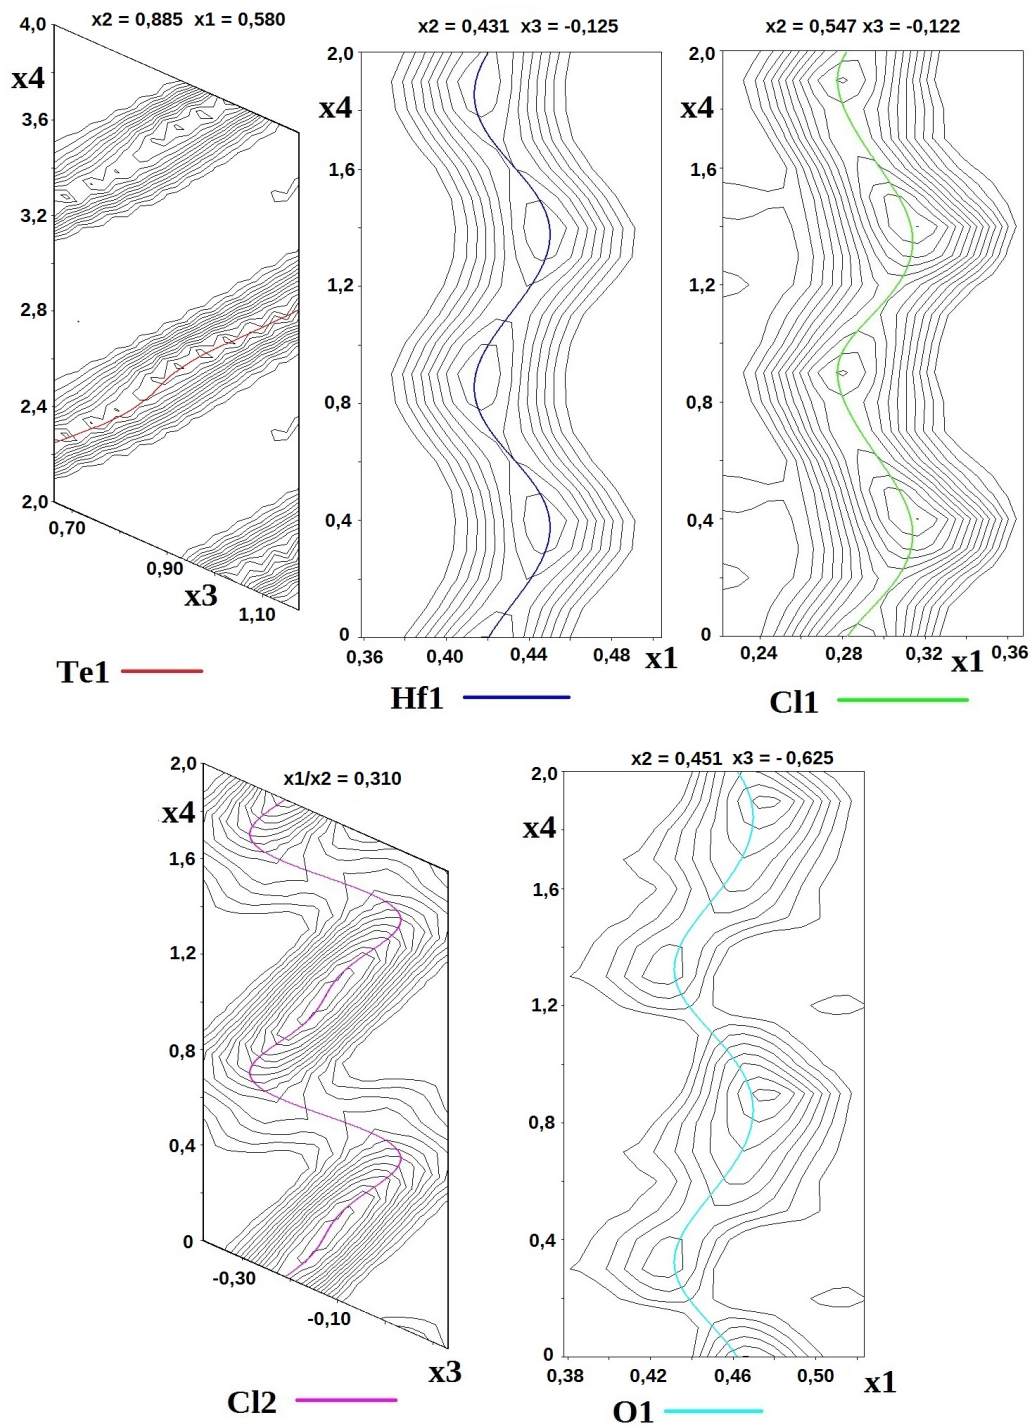 x2 = 0,885 x1 = 0,580
4,0
x4
3,6
3,2
2,8
2,4
2,0
0,70
0,90
1,10
x3
Te1
x2 = 0,431 x3 = -0,125
2,0
x4
1,6
1,2
0,8
0,4
0
0,36
0,40
0,44
0,48
x1
Hf1
x2 = 0,547 x3 = -0,122
2,0
x4
1,6
1,2
0,8
0,4
0
0,24
0,28
0,32
0,36
x1
Cl1
x1/x2 = 0,310
2,0
x4
1,6
1,2
0,8
0,4
0
-0,30
-0,10
x3
Cl2
x2 = 0,451 x3 = - 0,625
2,0
x4
1,6
1,2
0,8
0,4
0
0,38
0,42
0,46
0,50
x1
O1